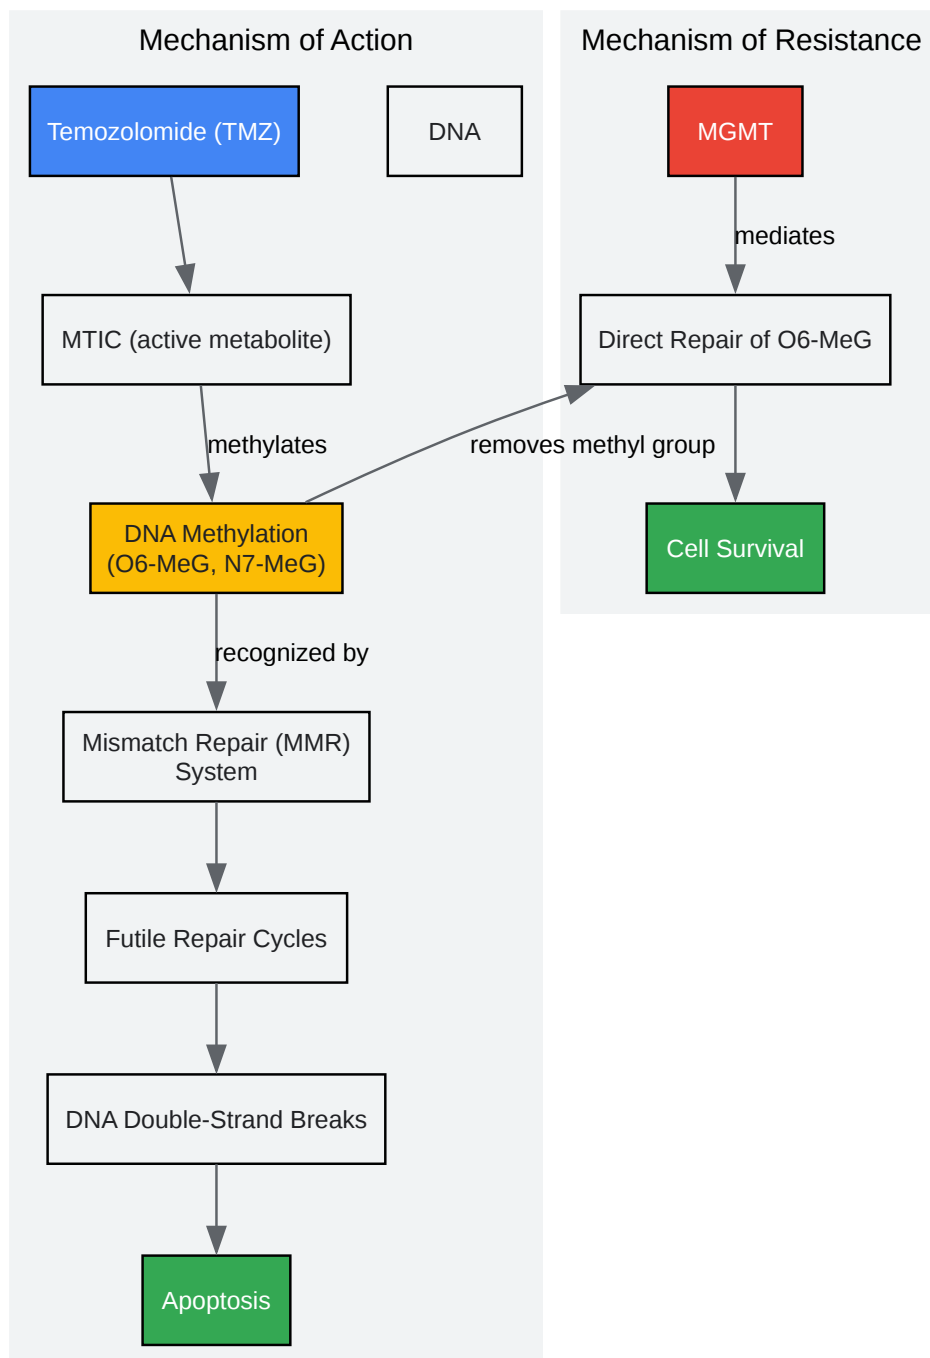 Mechanism of Action
Temozolomide (TMZ)
DNA
MTIC (active metabolite)
methylates
DNA Methylation
(O6-MeG, N7-MeG)
recognized by
Mismatch Repair (MMR)
System
Futile Repair Cycles
DNA Double-Strand Breaks
Apoptosis
Mechanism of Resistance
MGMT
mediates
Direct Repair of O6-MeG
removes methyl group
Cell Survival